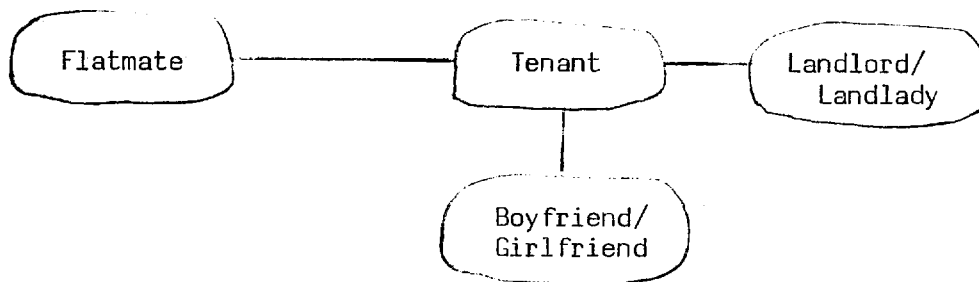 Flatmate
Tenant
Landlord/
Landlady
Boyfriend/
Girlfriend